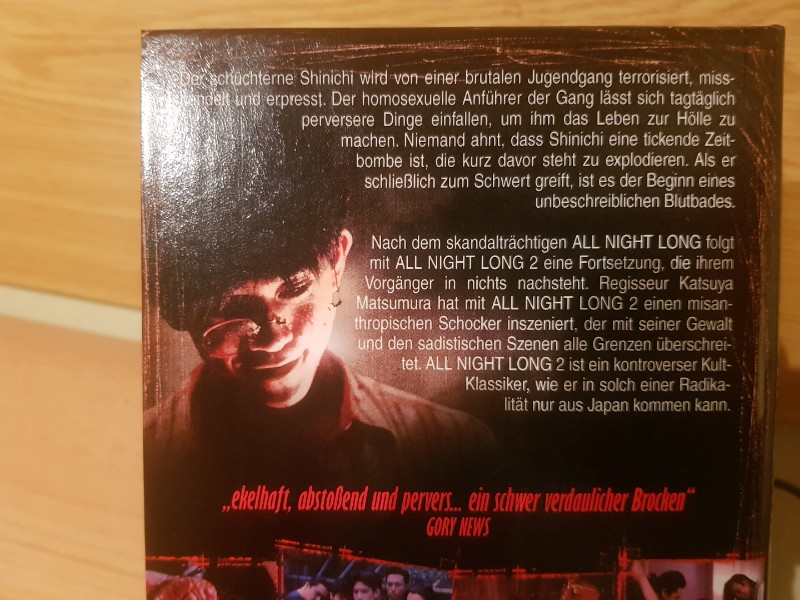 Der schüchterne Shinichi wird von einer brutalen Jugendgang terrorisiert, miss-
handelt und erpresst. Der homosexuelle Anführer der Gang lässt sich tagtäglich
perversere Dinge einfallen, um ihm das Leben zur Hölle zu
machen. Niemand ahnt, dass Shinichi eine tickende Zeit-
bombe ist, die kurz davor steht zu explodieren. Als er
schließlich zum Schwert greift, ist es der Beginn eines
unbeschreiblichen Blutbades.
Nach dem skandalträchtigen ALL NIGHT LONG folgt
mit ALL NIGHT LONG 2 eine Fortsetzung, die ihrem
Vorgänger in nichts nachsteht. Regisseur Katsuya
Matsumura hat mit ALL NIGHT LONG 2 einen misan-
thropischen Schocker inszeniert, der mit seiner Gewalt
und den sadistischen Szenen alle Grenzen überschrei-
tet. ALL NIGHT LONG 2 ist ein kontroverser Kult-
Klassiker, wie er in solch einer Radika-
lität nur aus Japan kommen kann.
„ekelhaft, abstoßend und pervers... ein schwer verdaulicher Brocken“
GORY NEWS